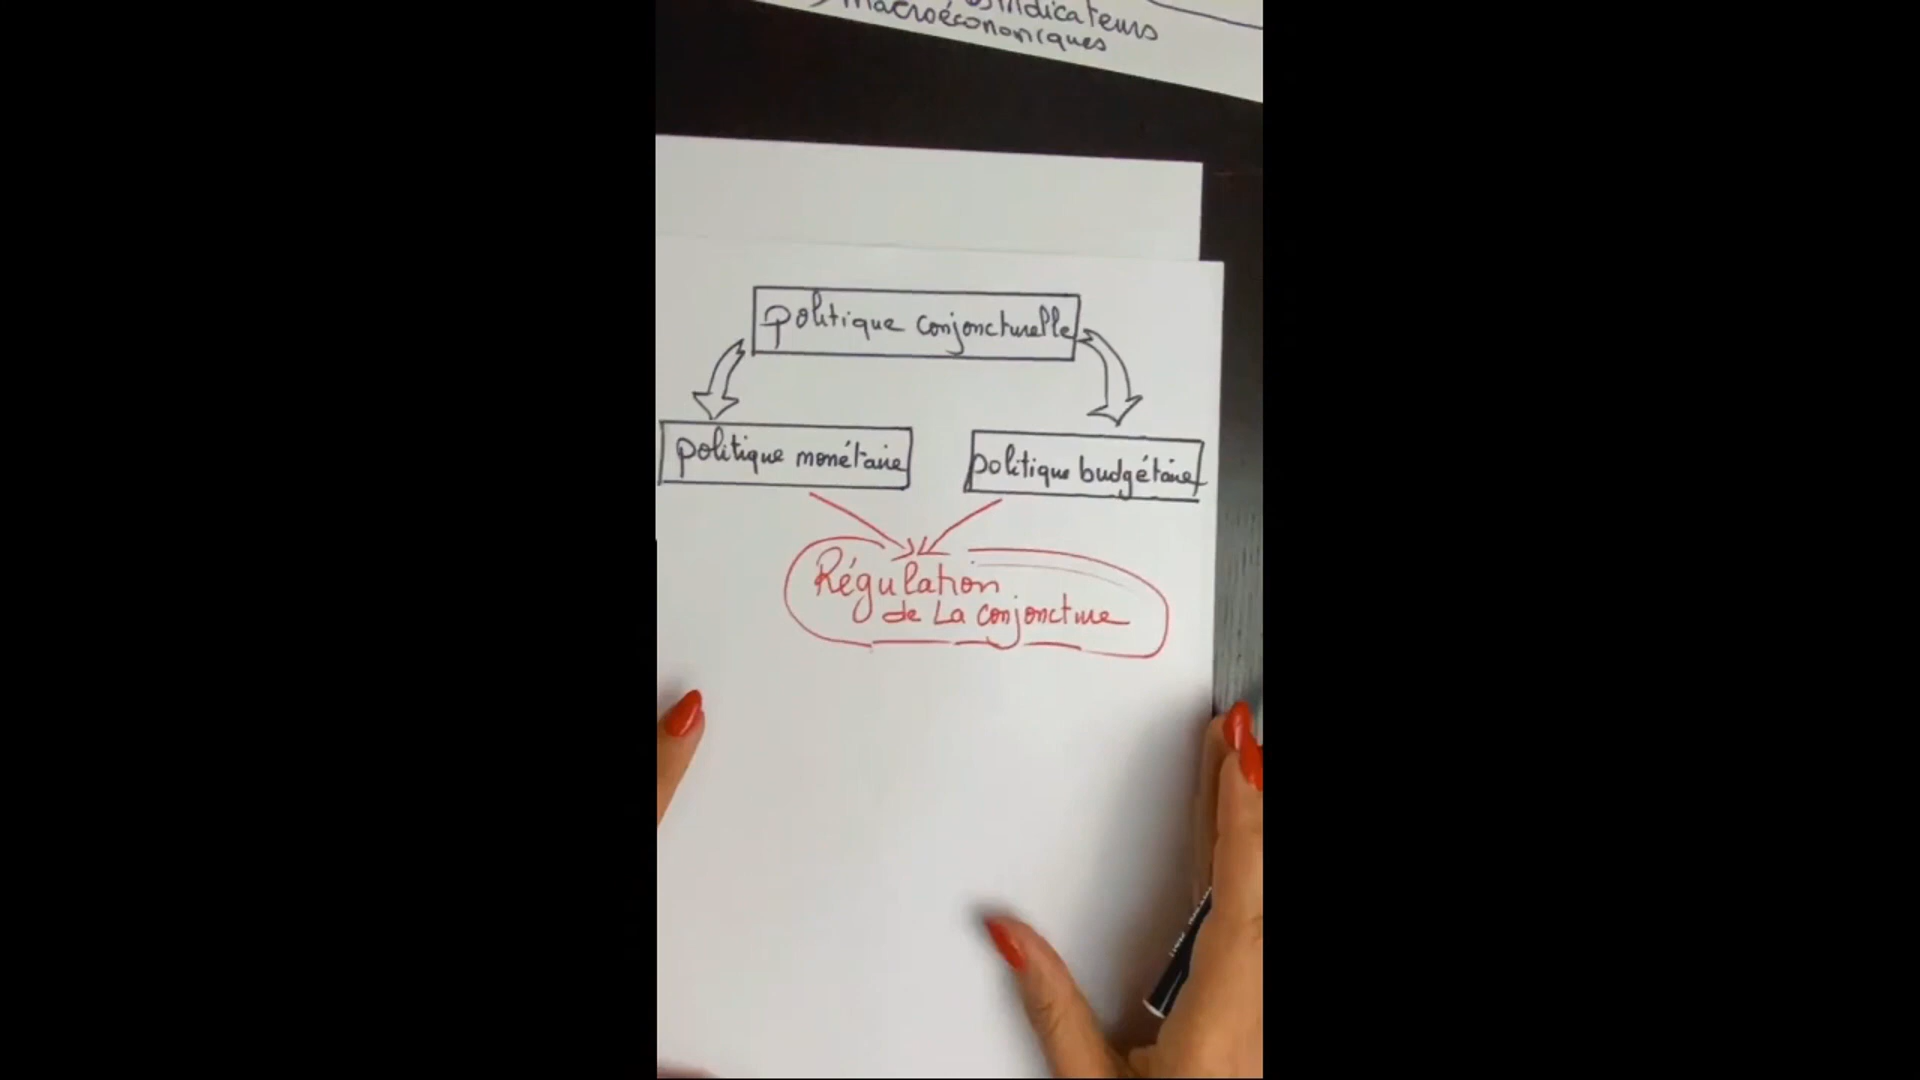 indicateurs
macroéconomiques
politique conjoncturelle
politique monétaire
politique budgétaire
Régulation
de La conjoncture